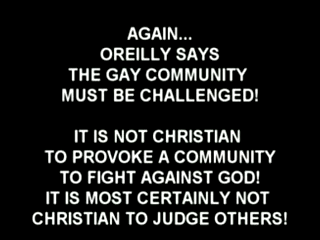 AGAIN...
OREILLY SAYS
THE GAY COMMUNITY
MUST BE CHALLENGED!
IT IS NOT CHRISTIAN
TO PROVOKE A COMMUNITY
TO FIGHT AGAINST GOD!
IT IS MOST CERTAINLY NOT
CHRISTIAN TO JUDGE OTHERS!